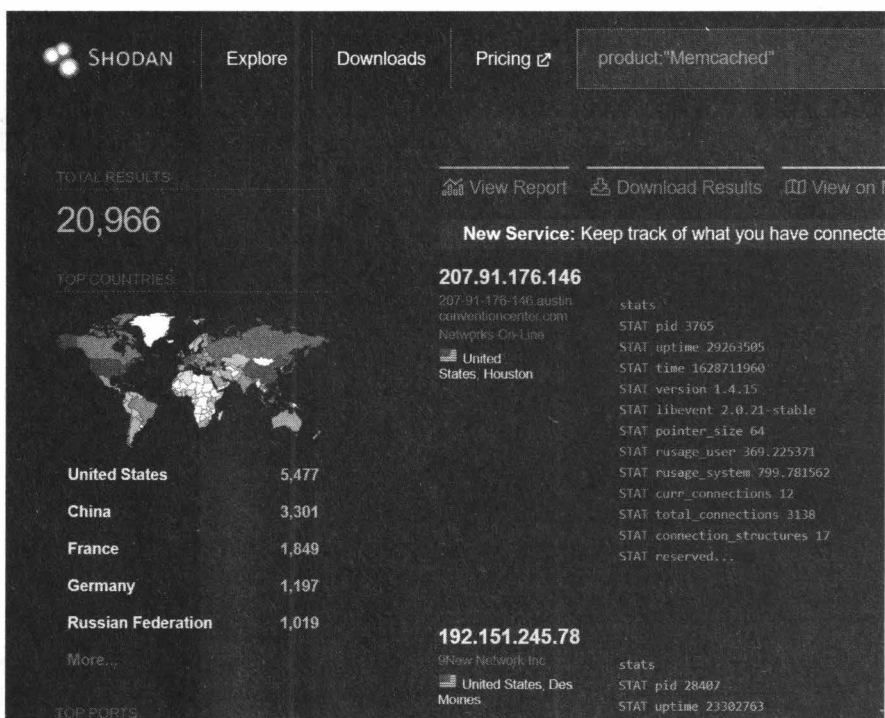 SHODAN Explore Downloads Pricing product:"Memcached"
TOTAL RESULTS
20,966
TOP COUNTRIES
United States 5,477
China 3,301
France 1,849
Germany 1,197
Russian Federation 1,019
More...
TOP PORTS
View Report Download Results View on
New Service: Keep track of what you have connecte
207.91.176.146
207-91-176-146.austin
conventioncenter.com
Networks On-Line
United
States, Houston
stats
STAT pid 3765
STAT uptime 29263505
STAT time 1628711960
STAT version 1.4.15
STAT libevent 2.0.21-stable
STAT pointer_size 64
STAT rusage_user 369.225371
STAT rusage_system 799.781562
STAT curr_connections 12
STAT total_connections 3138
STAT connection_structures 17
STAT reserved...
192.151.245.78
9New Network Inc
United States, Des
Moines
stats
STAT pid 28407
STAT uptime 23302763